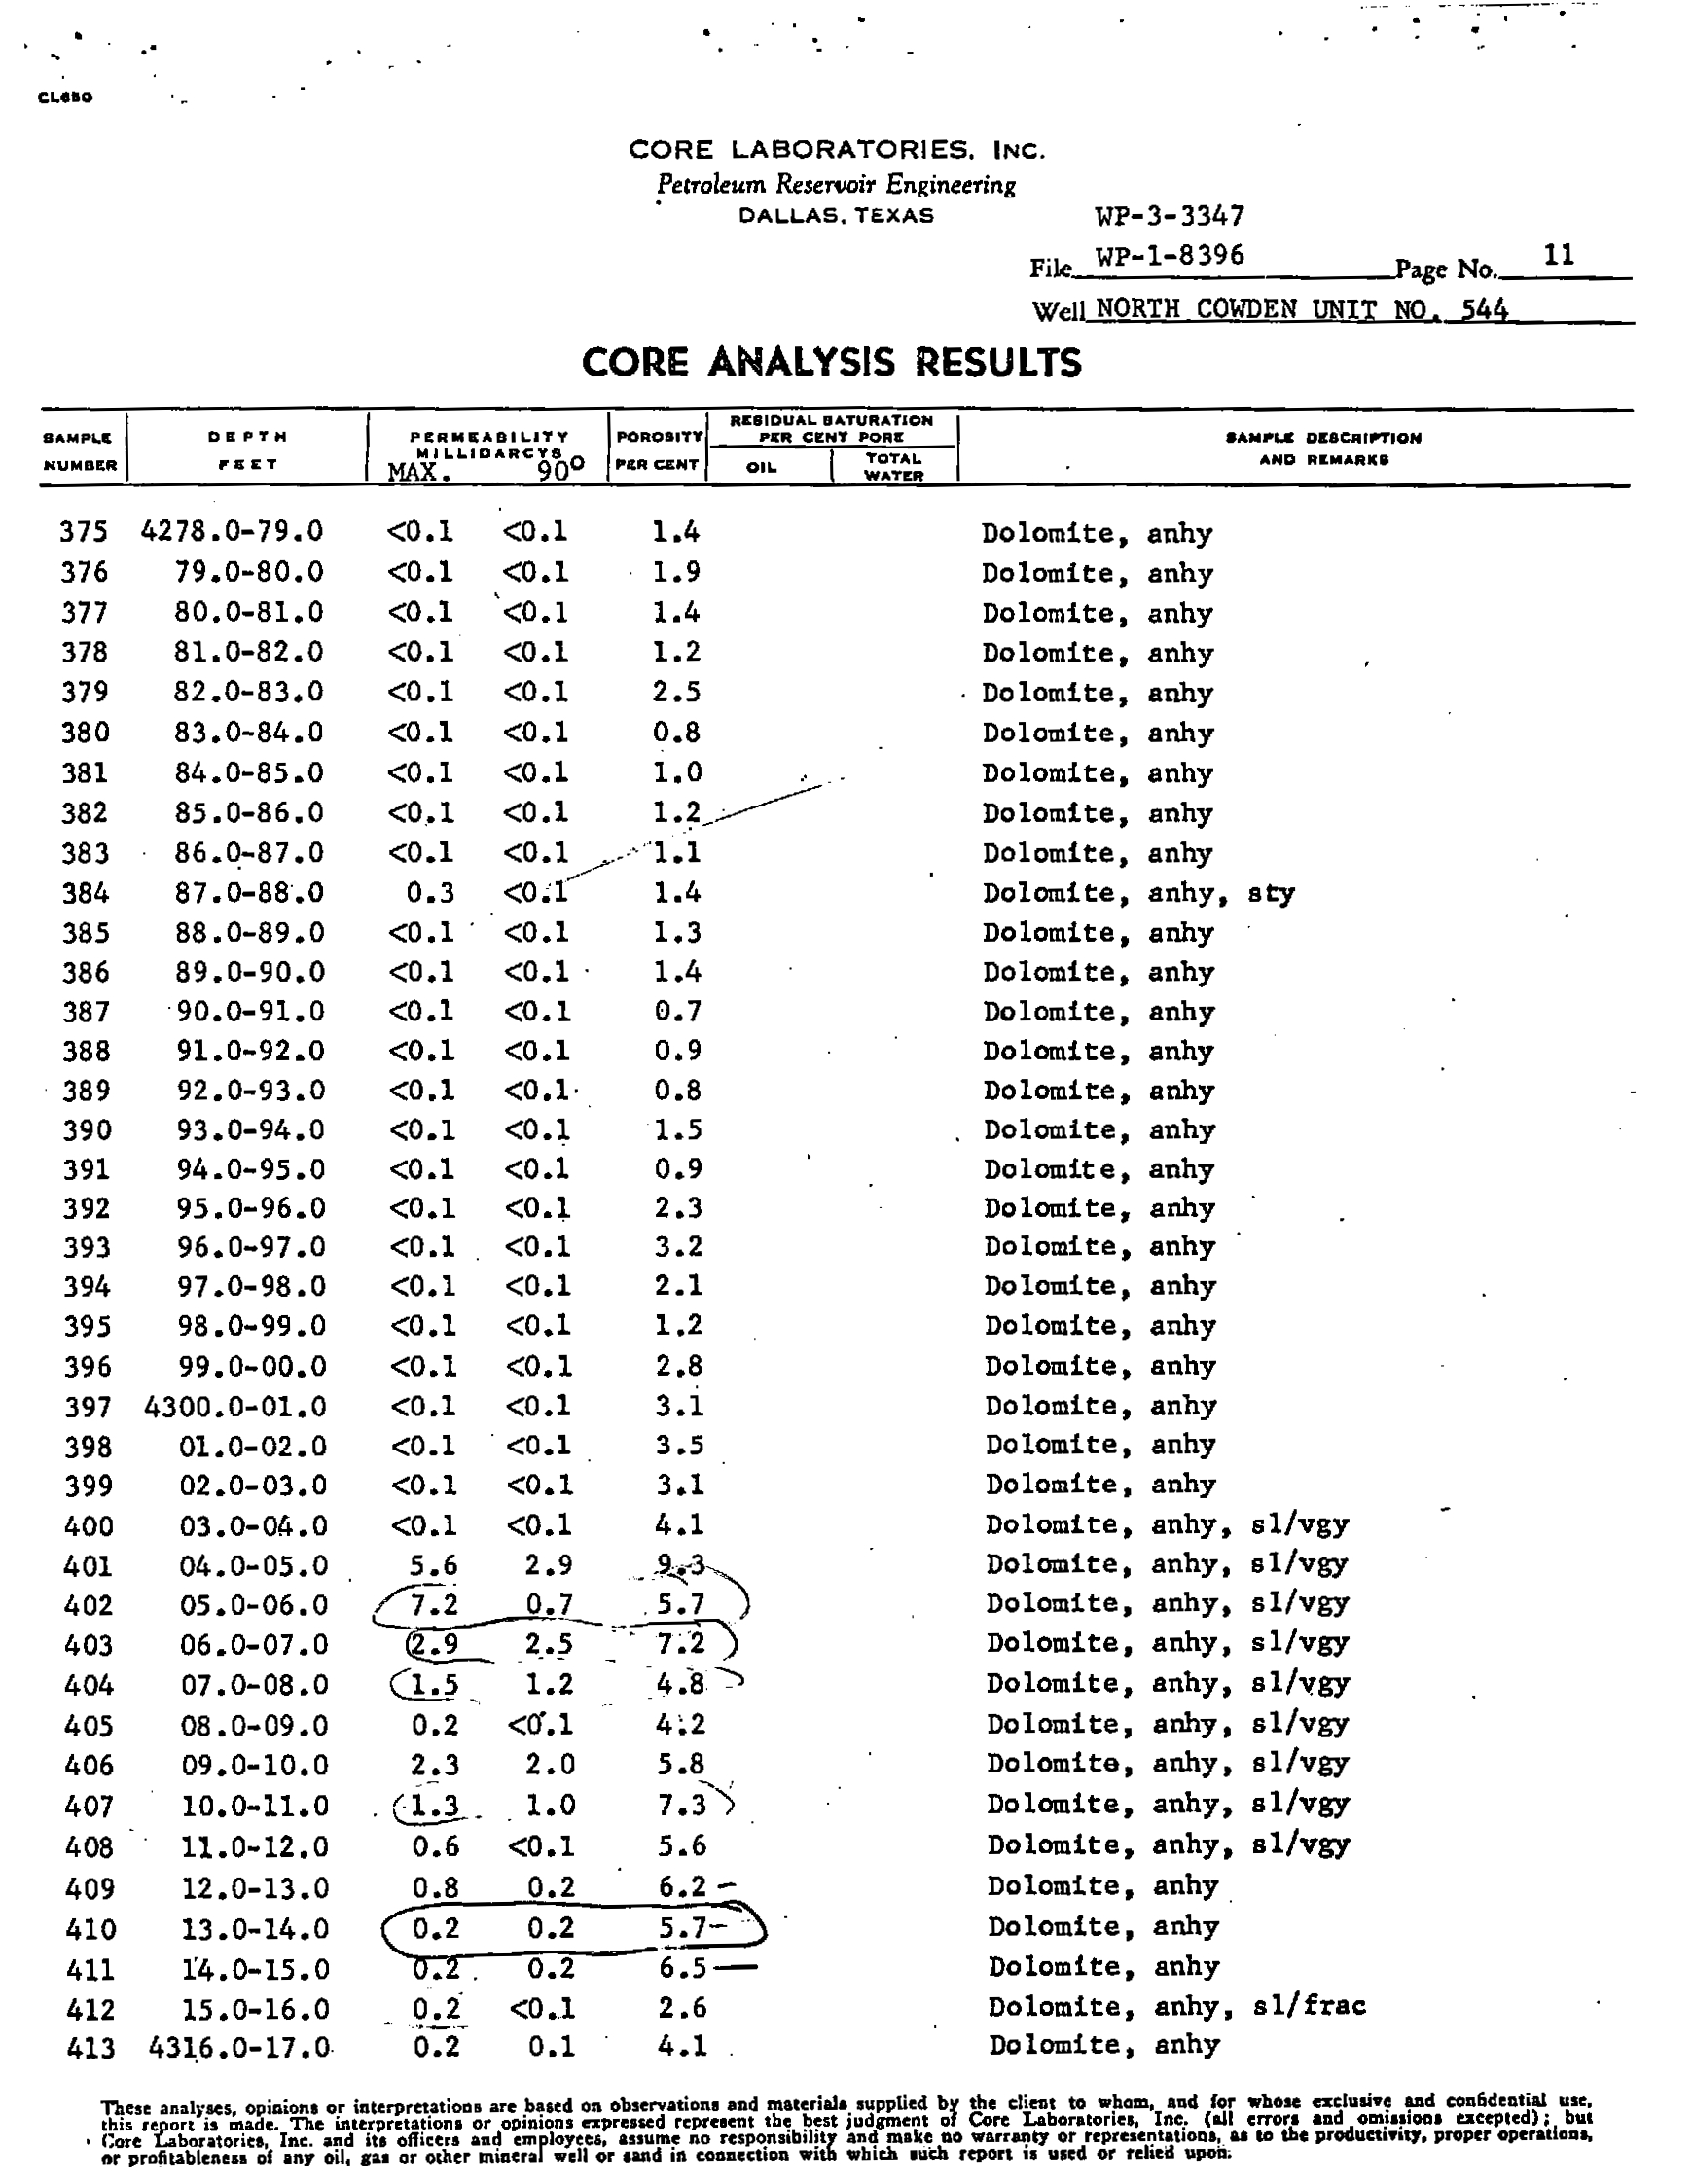 CL650
CORE LABORATORIES, INC.
Petroleum Reservoir Engineering
DALLAS, TEXAS
WP-3-3347
File WP-1-8396 Page No. 11
Well NORTH COWDEN UNIT NO. 544
CORE ANALYSIS RESULTS
SAMPLE NUMBER DEPTH FEET PERMEABILITY MILLIDARCYS MAX. 90° POROSITY PER CENT RESIDUAL SATURATION PER CENT PORE OIL TOTAL WATER SAMPLE DESCRIPTION AND REMARKS
375 4278.0-79.0 <0.1 <0.1 1.4 Dolomite, anhy
376 79.0-80.0 <0.1 <0.1 1.9 Dolomite, anhy
377 80.0-81.0 <0.1 <0.1 1.4 Dolomite, anhy
378 81.0-82.0 <0.1 <0.1 1.2 Dolomite, anhy
379 82.0-83.0 <0.1 <0.1 2.5 Dolomite, anhy
380 83.0-84.0 <0.1 <0.1 0.8 Dolomite, anhy
381 84.0-85.0 <0.1 <0.1 1.0 Dolomite, anhy
382 85.0-86.0 <0.1 <0.1 1.2 Dolomite, anhy
383 86.0-87.0 <0.1 <0.1 1.1 Dolomite, anhy
384 87.0-88.0 0.3 <0.1 1.4 Dolomite, anhy, sty
385 88.0-89.0 <0.1 <0.1 1.3 Dolomite, anhy
386 89.0-90.0 <0.1 <0.1 1.4 Dolomite, anhy
387 90.0-91.0 <0.1 <0.1 0.7 Dolomite, anhy
388 91.0-92.0 <0.1 <0.1 0.9 Dolomite, anhy
389 92.0-93.0 <0.1 <0.1 0.8 Dolomite, anhy
390 93.0-94.0 <0.1 <0.1 1.5 Dolomite, anhy
391 94.0-95.0 <0.1 <0.1 0.9 Dolomite, anhy
392 95.0-96.0 <0.1 <0.1 2.3 Dolomite, anhy
393 96.0-97.0 <0.1 <0.1 3.2 Dolomite, anhy
394 97.0-98.0 <0.1 <0.1 2.1 Dolomite, anhy
395 98.0-99.0 <0.1 <0.1 1.2 Dolomite, anhy
396 99.0-00.0 <0.1 <0.1 2.8 Dolomite, anhy
397 4300.0-01.0 <0.1 <0.1 3.1 Dolomite, anhy
398 01.0-02.0 <0.1 <0.1 3.5 Dolomite, anhy
399 02.0-03.0 <0.1 <0.1 3.1 Dolomite, anhy
400 03.0-04.0 <0.1 <0.1 4.1 Dolomite, anhy, sl/vgy
401 04.0-05.0 5.6 2.9 9.3 Dolomite, anhy, sl/vgy
402 05.0-06.0 7.2 0.7 5.7 Dolomite, anhy, sl/vgy
403 06.0-07.0 2.9 2.5 7.2 Dolomite, anhy, sl/vgy
404 07.0-08.0 1.5 1.2 4.8 Dolomite, anhy, sl/vgy
405 08.0-09.0 0.2 <0.1 4.2 Dolomite, anhy, sl/vgy
406 09.0-10.0 2.3 2.0 5.8 Dolomite, anhy, sl/vgy
407 10.0-11.0 1.3 1.0 7.3 Dolomite, anhy, sl/vgy
408 11.0-12.0 0.6 <0.1 5.6 Dolomite, anhy, sl/vgy
409 12.0-13.0 0.8 0.2 6.2 Dolomite, anhy
410 13.0-14.0 0.2 0.2 5.7 Dolomite, anhy
411 14.0-15.0 0.2 0.2 6.5 Dolomite, anhy
412 15.0-16.0 0.2 <0.1 2.6 Dolomite, anhy, sl/frac
413 4316.0-17.0 0.2 0.1 4.1 Dolomite, anhy
These analyses, opinions or interpretations are based on observations and materials supplied by the client to whom, and for whose exclusive and confidential use,
this report is made. The interpretations or opinions expressed represent the best judgment of Core Laboratories, Inc. (all errors and omissions excepted); but
Core Laboratories, Inc. and its officers and employees, assume no responsibility and make no warranty or representations, as to the productivity, proper operations,
or profitableness of any oil, gas or other mineral well or sand in connection with which such report is used or relied upon.